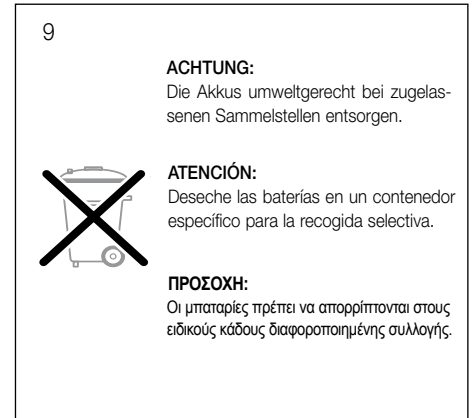 9
ACHTUNG:
Die Akkus umweltgerecht bei zugelas-
senen Sammelstellen entsorgen.
ATENCIÓN:
Deseche las baterías en un contenedor
específico para la recogida selectiva.
ΠΡΟΣΟΧΗ:
Οι μπαταρίες πρέπει να απορρίπτονται στους
ειδικούς κάδους διαφοροποιημένης συλλογής.